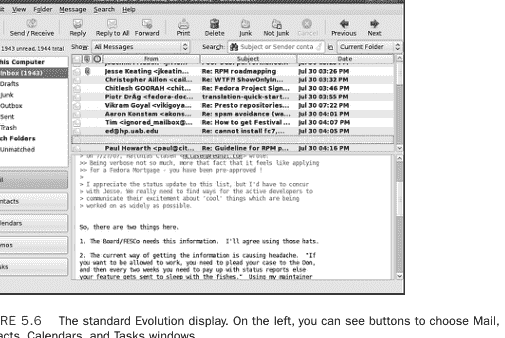 it View Folder Message Search Help
Send / Receive Reply Reply to All Forward Print Delete Junk Not Junk Cancel Previous Next
1943 unread, 1944 total Show: All Messages Search: Subject or Sender conta in Current Folder
his Computer
Inbox (1943)
Drafts
Junk
Outbox
Sent
Trash
ch Folders
Unmatched
ntacts
lendars
mos
sks
From Subject Date
Jesse Keating <jkeatin... Re: RPM roadmapping Jul 30 03:26 PM
Christopher Aillon <cail... Re: WTF?! ShowOnlyIn... Jul 30 03:32 PM
Chitlesh GOORAH <chit... Re: Fedora Project Sign... Jul 30 03:46 PM
Piotr DrÄg <fedora-doc... translation-quick-start... Jul 30 03:55 PM
Vikram Goyal <vikigoya... Re: Presto repositories... Jul 30 07:22 PM
Aaron Konstam <akons... Re: spam avoidance (wa... Jul 30 04:01 PM
Tim <ignored_mailbox@... Re: How to get Festival ... Jul 30 04:07 PM
ed@hp.uab.edu Re: cannot install fc7,... Jul 30 04:05 PM
Paul Howarth <paul@cit... Re: Guideline for RPM p... Jul 30 04:16 PM
> Being verbose not so much, more that fact that it feels like applying
>> for a Fedora Mortgage - you have been pre-approved !
>
> I appreciate the status update to this list, but I'd have to concur
> with Jesse. We really need to find ways for the active developers to
> communicate their excitement about 'cool' things which are being
> worked on as widely as possible.
So, there are two things here.
1. The Board/FESCo needs this information. I'll agree using those hats.
2. The current way of getting the information is causing headache. "If
you want to be allowed to work, you need to plead your case to the Don,
and then every two weeks you need to pay up with status reports else
your feature gets sent to sleep with the fishes." Using my maintainer
RE 5.6 The standard Evolution display. On the left, you can see buttons to choose Mail,
acts, Calendars, and Tasks windows.